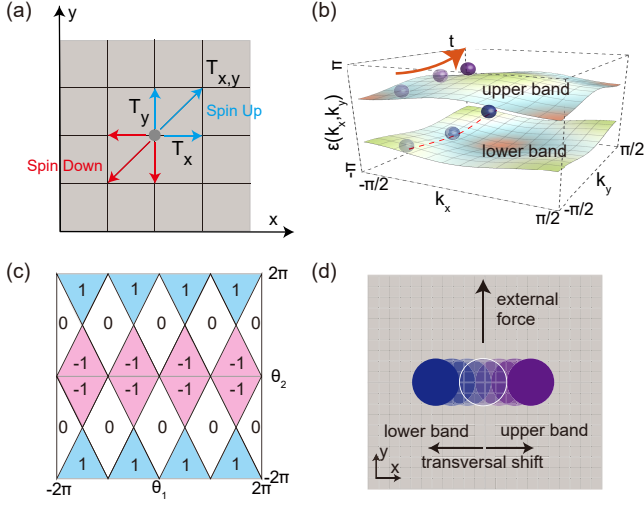 (a)
y
T_{x,y}
T_y
Spin Up
Spin Down
T_x
x
(b)
t
π
upper band
ε(k_x,k_y)
lower band
-π
-π/2
k_x
π/2
-π/2
k_y
π/2
(c)
1 1 1 1
2π
0 0 0 0 0
-1 -1 -1 -1
θ_2
-1 -1 -1 -1
0 0 0 0 0
1 1 1 1
-2π
-2π
θ_1
2π
(d)
external
force
lower band
upper band
transversal shift
y
x